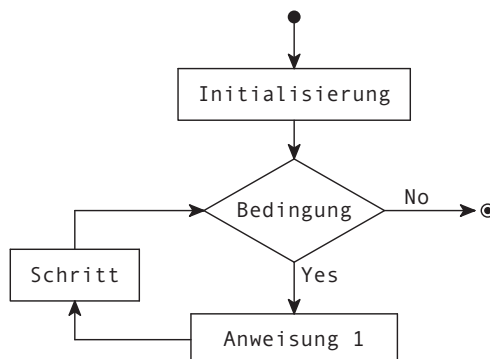 Initialisierung
Bedingung
No
Schritt
Yes
Anweisung 1